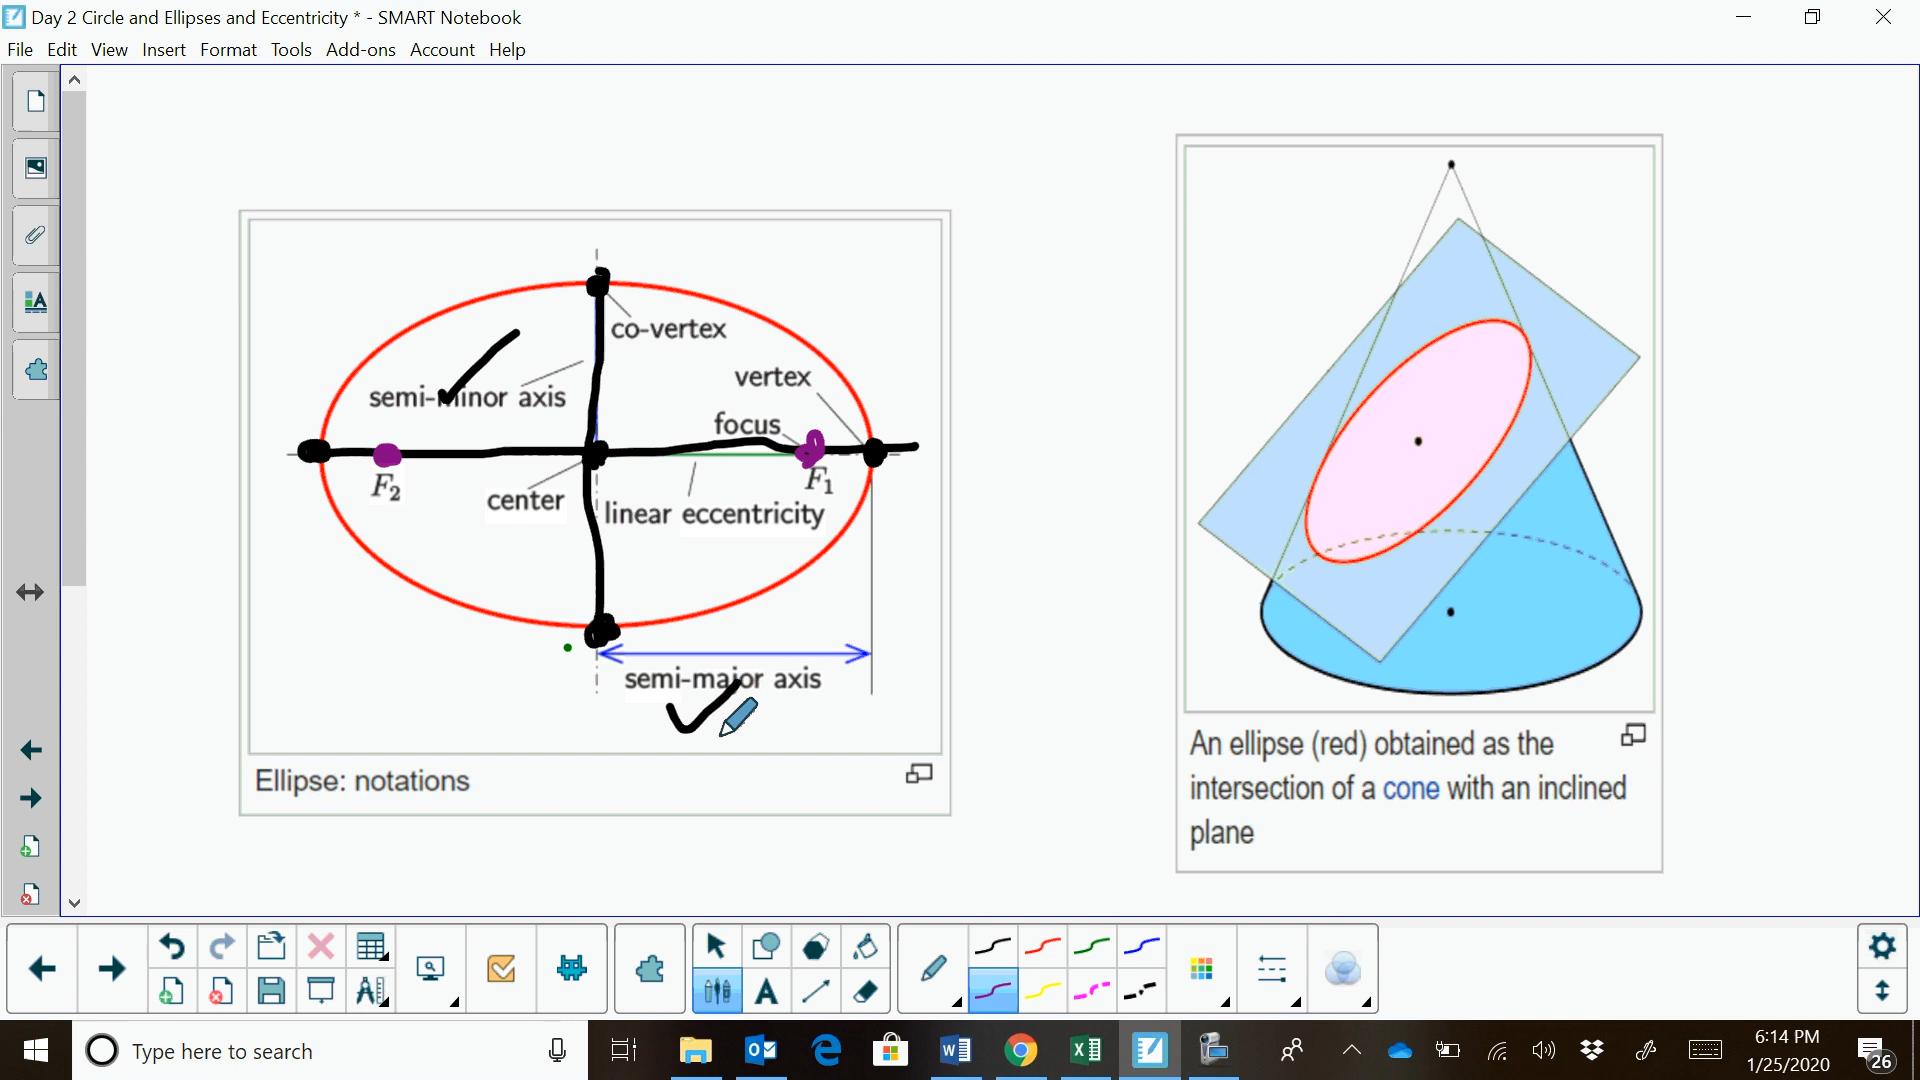 Day 2 Circle and Ellipses and Eccentricity * - SMART Notebook
File Edit View Insert Format Tools Add-ons Account Help
co-vertex
semi-minor axis
vertex
focus
F2
F1
center
linear eccentricity
semi-major axis
Ellipse: notations
An ellipse (red) obtained as the
intersection of a cone with an inclined
plane
Type here to search
6:14 PM
1/25/2020
26